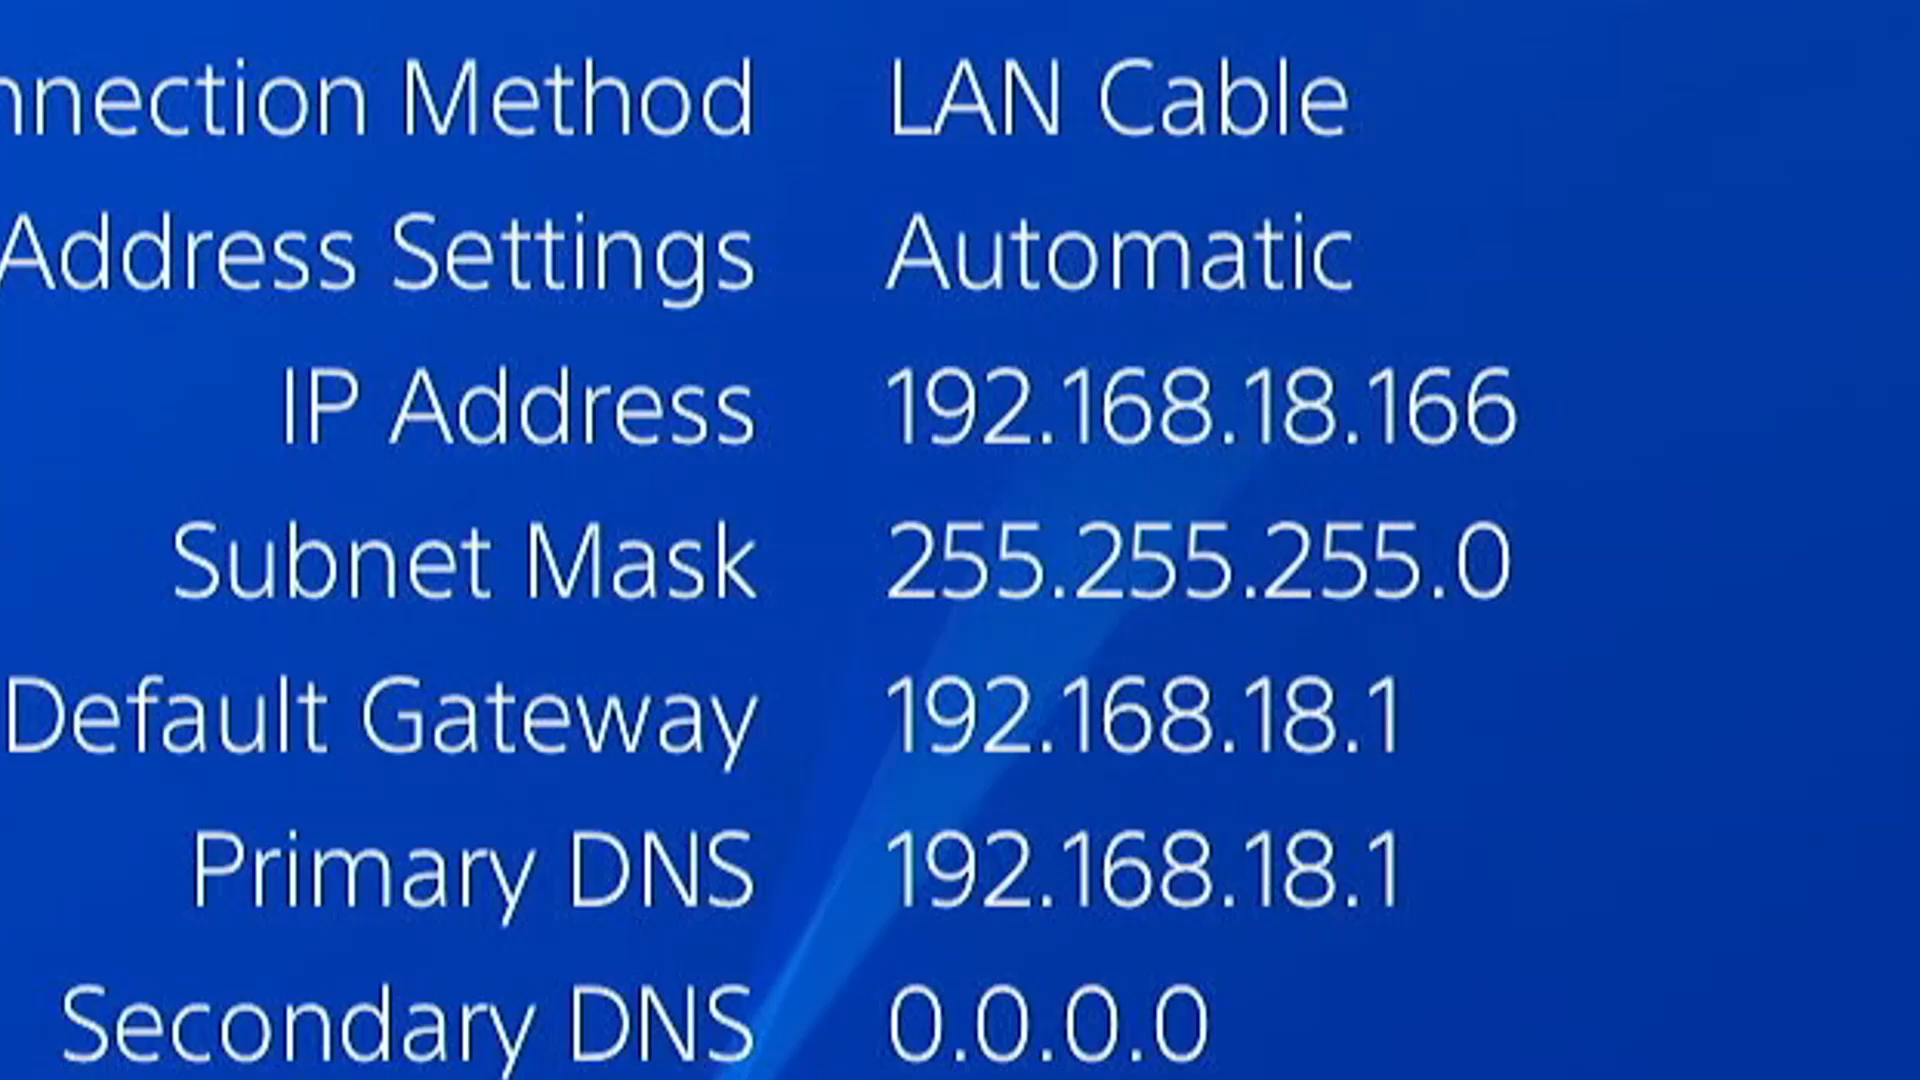 nnection Method LAN Cable
Address Settings Automatic
IP Address 192.168.18.166
Subnet Mask 255.255.255.0
Default Gateway 192.168.18.1
Primary DNS 192.168.18.1
Secondary DNS 0.0.0.0